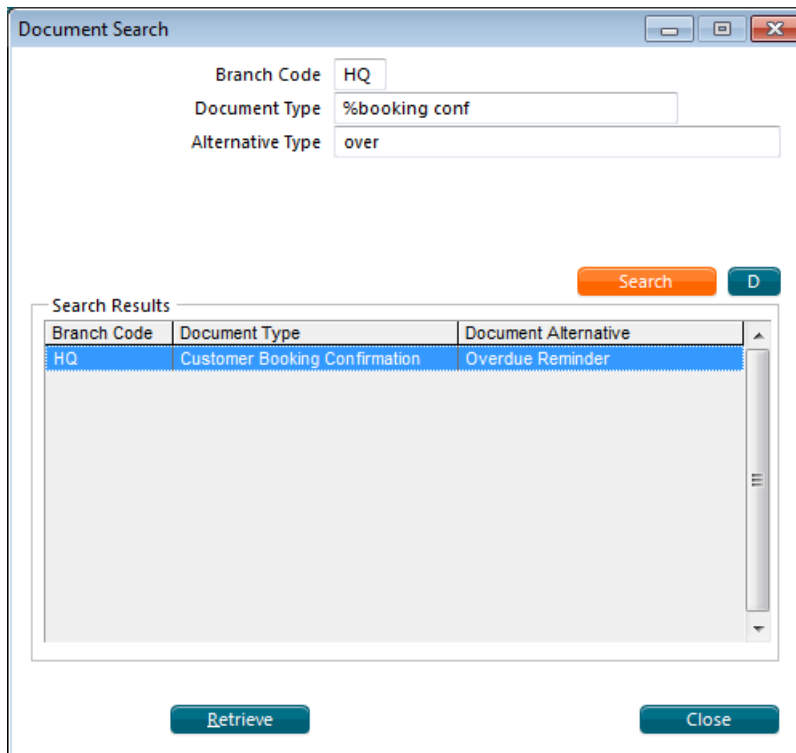 Document Search
Branch Code HQ
Document Type %booking conf
Alternative Type over
Search D
Search Results
Branch Code Document Type Document Alternative
HQ Customer Booking Confirmation Overdue Reminder
Retrieve Close